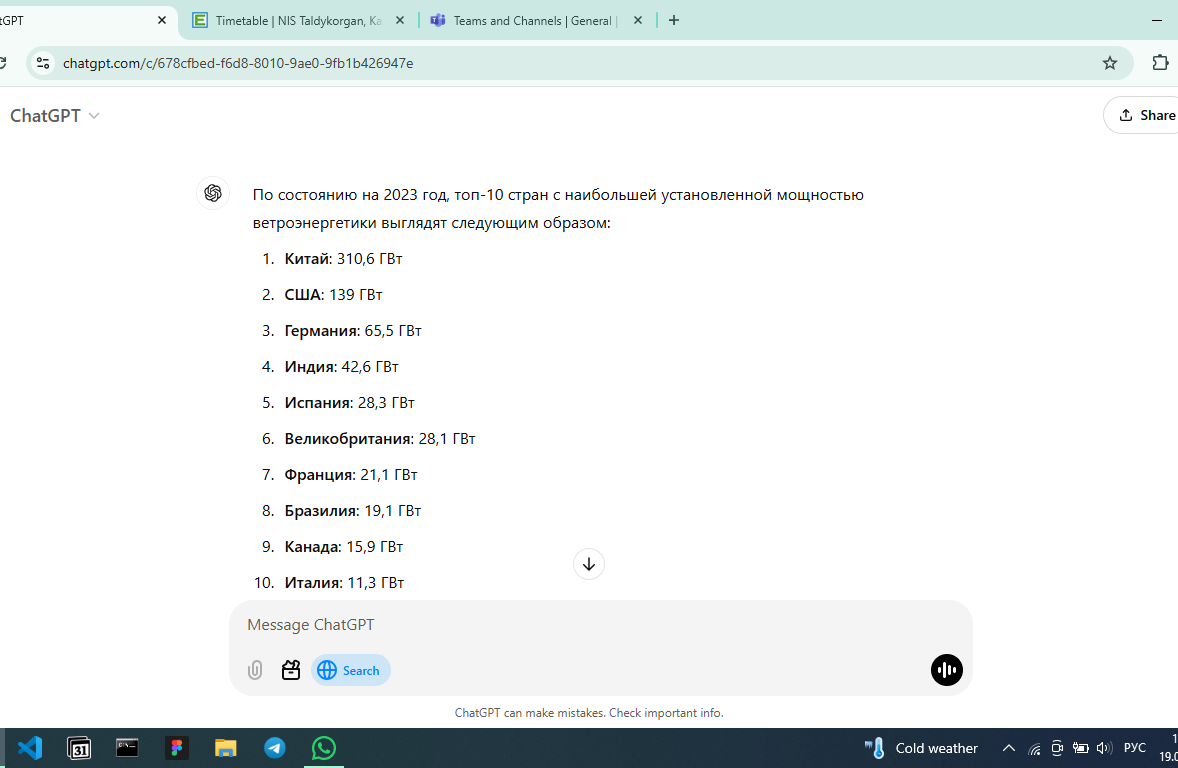 tGPT
Timetable | NIS Taldykorgan, Ka
Teams and Channels | General |
chatgpt.com/c/678cfbed-f6d8-8010-9ae0-9fb1b426947e
ChatGPT
Share
По состоянию на 2023 год, топ-10 стран с наибольшей установленной мощностью
ветроэнергетики выглядят следующим образом:
1. Китай: 310,6 ГВт
2. США: 139 ГВт
3. Германия: 65,5 ГВт
4. Индия: 42,6 ГВт
5. Испания: 28,3 ГВт
6. Великобритания: 28,1 ГВт
7. Франция: 21,1 ГВт
8. Бразилия: 19,1 ГВт
9. Канада: 15,9 ГВт
10. Италия: 11,3 ГВт
Message ChatGPT
Search
ChatGPT can make mistakes. Check important info.
31
Cold weather
РУС
19.0